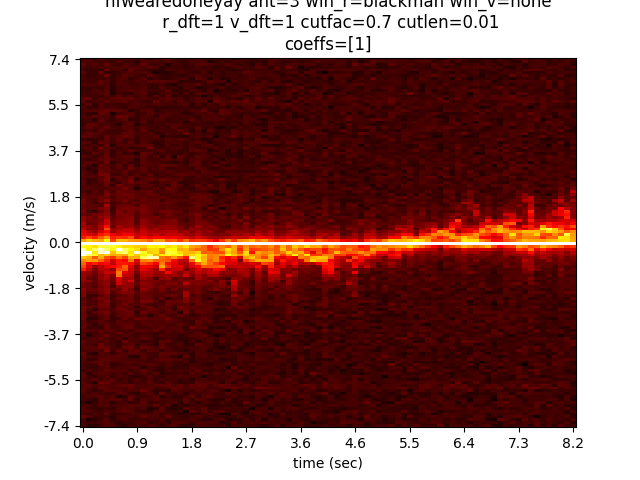 nfwearedoneyay ant=3 win_r=blackman win_v=none
r_dft=1 v_dft=1 cutfac=0.7 cutlen=0.01
coeffs=[1]
7.4
5.5
3.7
1.8
0.0
-1.8
-3.7
-5.5
-7.4
velocity (m/s)
0.0 0.9 1.8 2.7 3.6 4.6 5.5 6.4 7.3 8.2
time (sec)